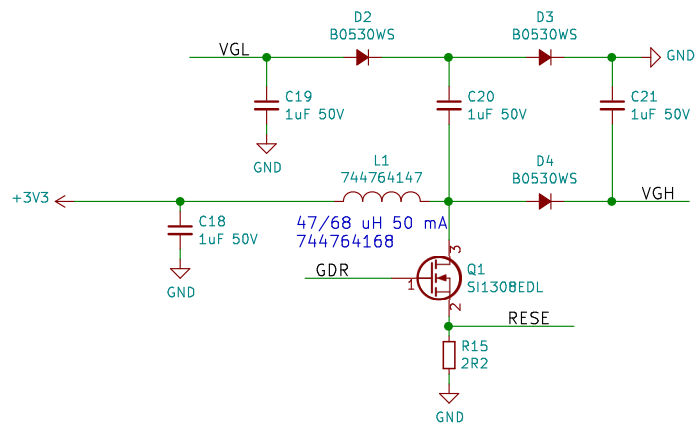 D2
B0530WS
D3
B0530WS
VGL
GND
C19
1uF 50V
C20
1uF 50V
C21
1uF 50V
GND
L1
744764147
D4
B0530WS
+3V3
VGH
C18
1uF 50V
47/68 uH 50 mA
744764168
3
GDR
1
Q1
SI1308EDL
GND
2
RESE
R15
2R2
GND